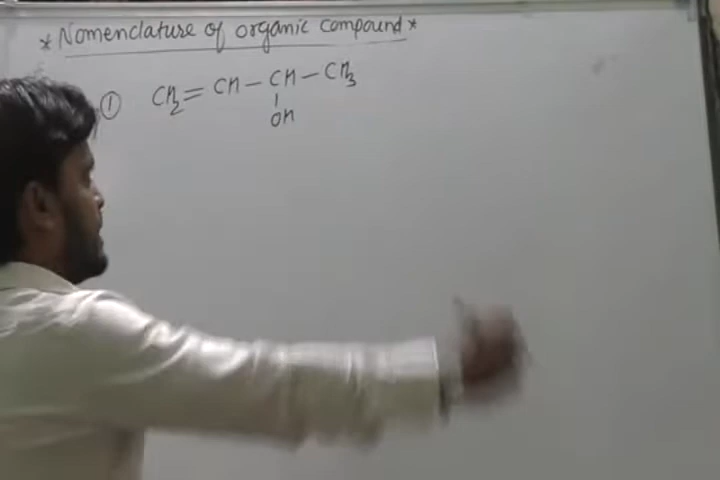 * Nomenclature of organic compound *
① CH₂ = CH – CH – CH₃
|
OH